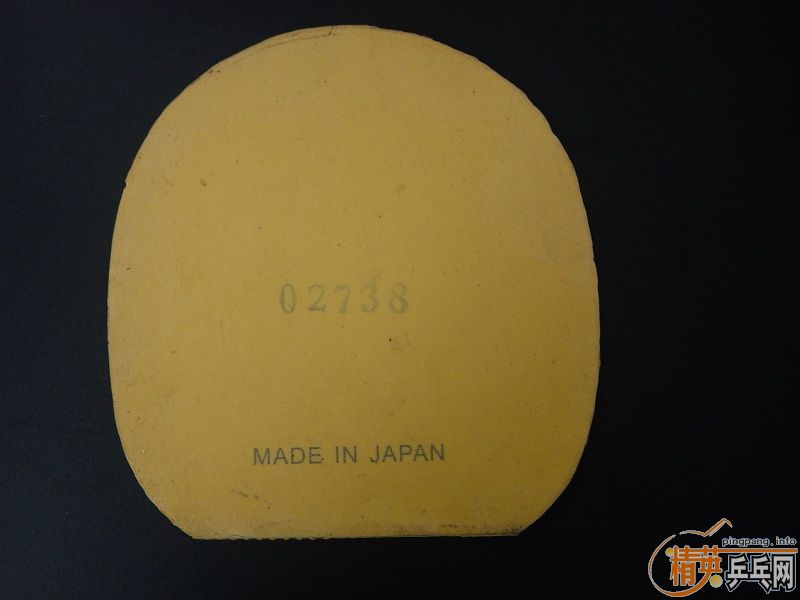 02738
MADE IN JAPAN
pingpang.info
精英乒乓网